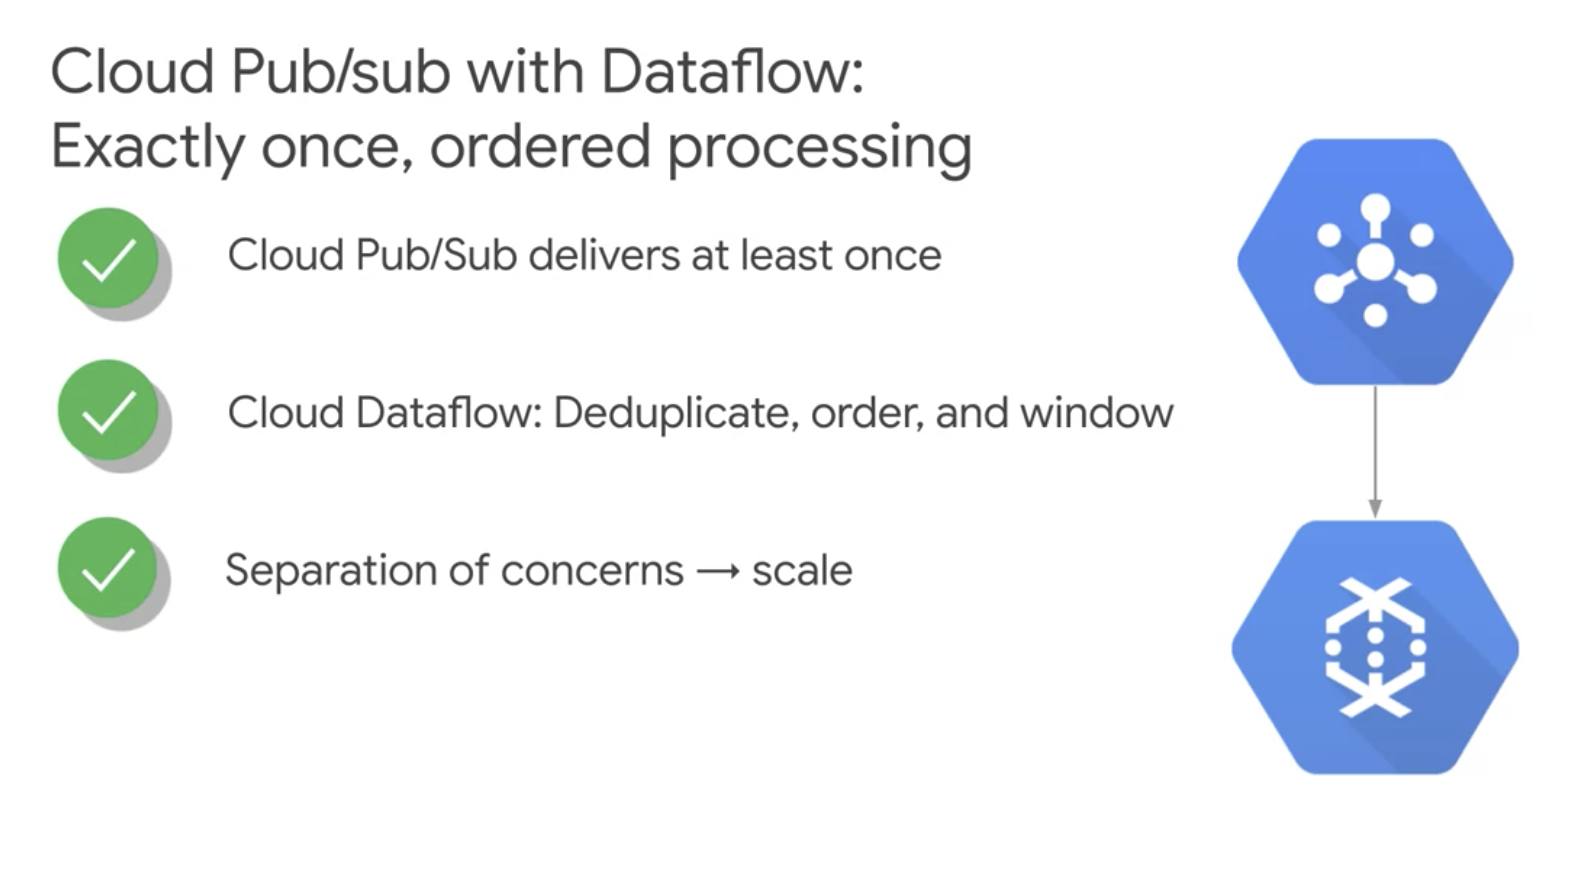 Cloud Pub/sub with Dataflow:
Exactly once, ordered processing
Cloud Pub/Sub delivers at least once
Cloud Dataflow: Deduplicate, order, and window
Separation of concerns → scale